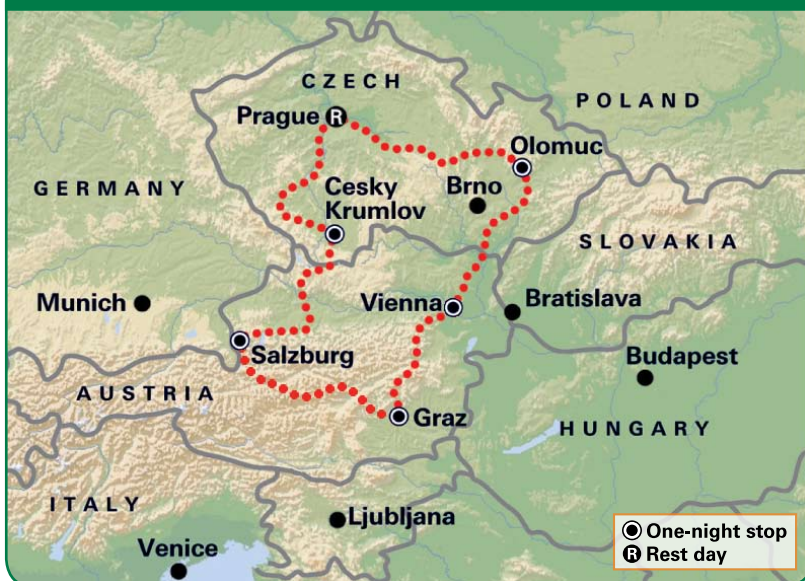 CZECH
POLAND
Prague R
Olomuc
GERMANY
Cesky
Krumlov
Brno
SLOVAKIA
Munich
Vienna
Bratislava
Salzburg
Budapest
AUSTRIA
Graz
HUNGARY
ITALY
Ljubljana
Venice
One-night stop
R Rest day